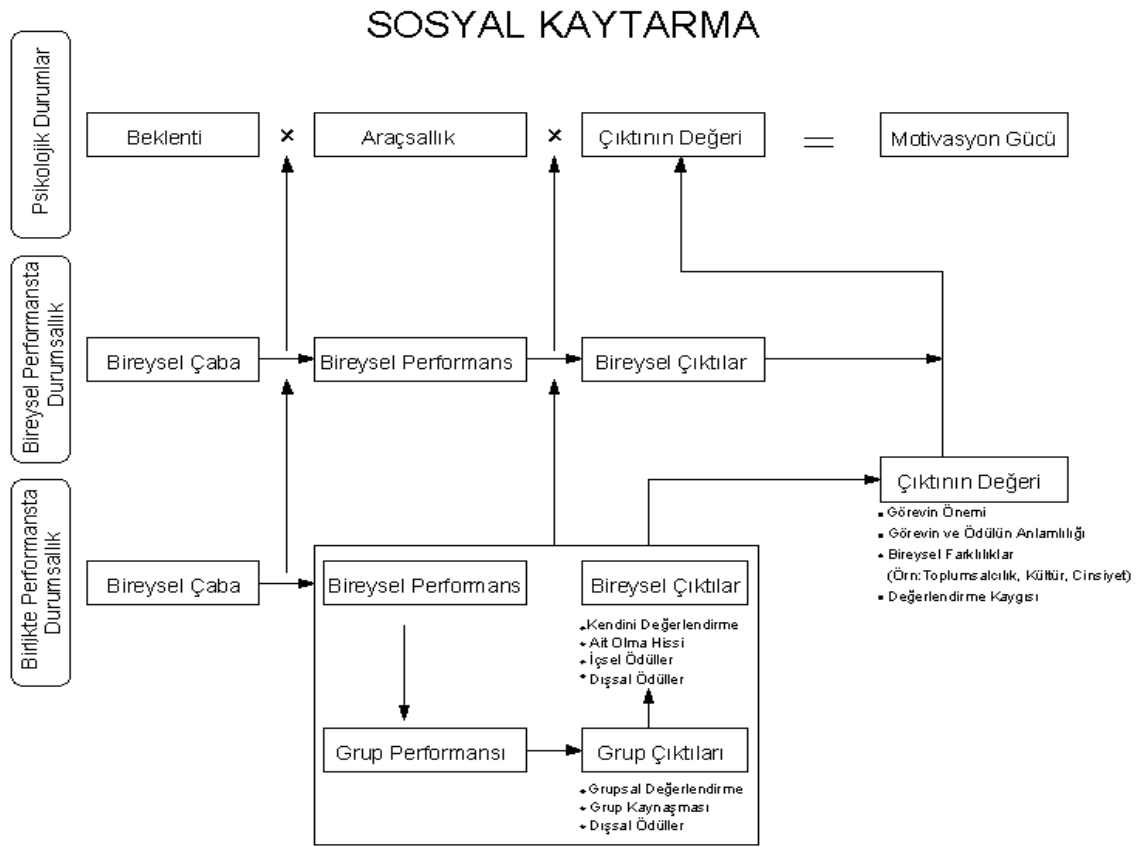 SOSYAL KAYTARMA
Psikolojik Durumlar
Beklenti
×
Araçsallık
×
Çıktının Değeri
=
Motivasyon Gücü
Bireysel Performansta
Durumsallık
Bireysel Çaba
Bireysel Performans
Bireysel Çıktılar
Birlikte Performansta
Durumsallık
Bireysel Çaba
Bireysel Performans
Bireysel Çıktılar
Kendini Değerlendirme
Ait Olma Hissi
İçsel Ödüller
Dışsal Ödüller
Grup Performansı
Grup Çıktıları
Grupsal Değerlendirme
Grup Kaynaşması
Dışsal Ödüller
Çıktının Değeri
Görevin Önemi
Görevin ve Ödülün Anlamlılığı
Bireysel Farklılıklar
(Örn:Toplumsalcılık, Kültür, Cinsiyet)
Değerlendirme Kaygısı